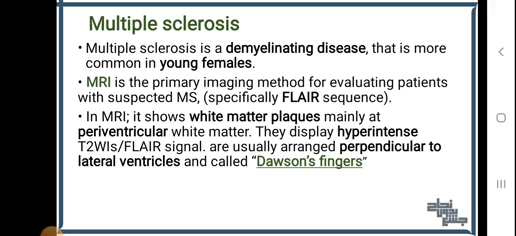 Multiple sclerosis
• Multiple sclerosis is a demyelinating disease, that is more
common in young females.
• MRI is the primary imaging method for evaluating patients
with suspected MS, (specifically FLAIR sequence).
• In MRI; it shows white matter plaques mainly at
periventricular white matter. They display hyperintense
T2WIs/FLAIR signal. are usually arranged perpendicular to
lateral ventricles and called “Dawson’s fingers”